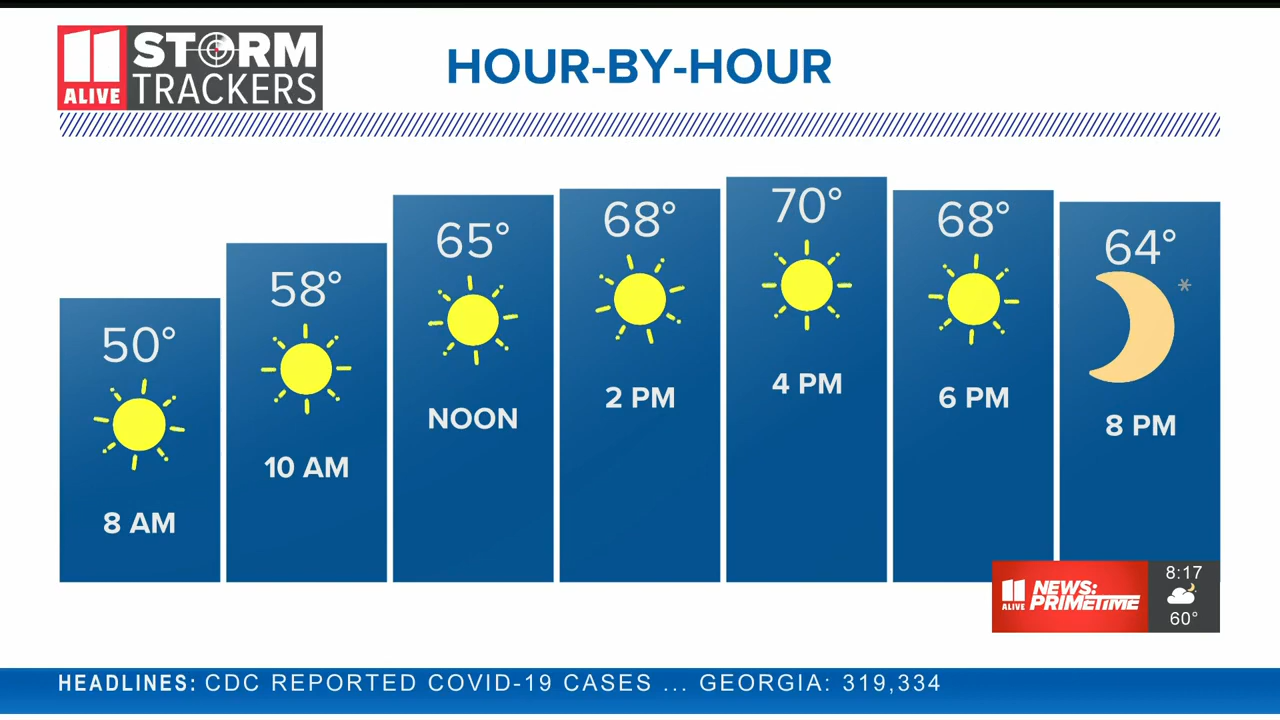 11 ALIVE STORM TRACKERS
HOUR-BY-HOUR
50°
8 AM
58°
10 AM
65°
NOON
68°
2 PM
70°
4 PM
68°
6 PM
64°
8 PM
11 ALIVE NEWS: PRIMETIME
8:17
60°
HEADLINES: CDC REPORTED COVID-19 CASES ... GEORGIA: 319,334